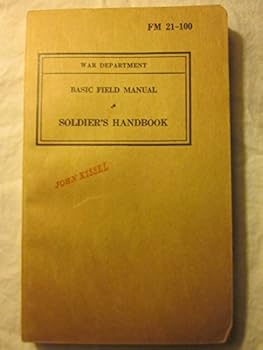 FM 21-100
WAR DEPARTMENT
BASIC FIELD MANUAL
SOLDIER'S HANDBOOK
JOHN KISSEL